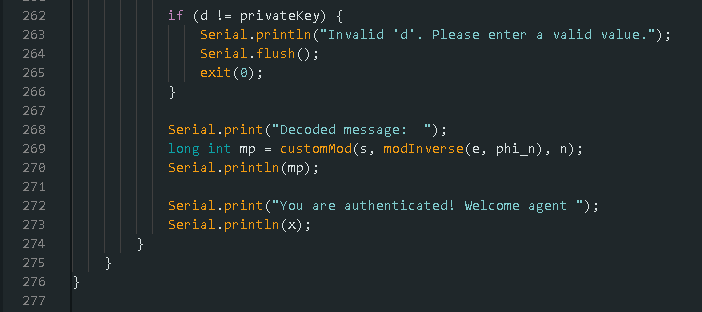 262 if (d != privateKey) {
263 Serial.println("Invalid 'd'. Please enter a valid value.");
264 Serial.flush();
265 exit(0);
266 }
267
268 Serial.print("Decoded message:  ");
269 long int mp = customMod(s, modInverse(e, phi_n), n);
270 Serial.println(mp);
271
272 Serial.print("You are authenticated! Welcome agent ");
273 Serial.println(x);
274 }
275 }
276 }
277